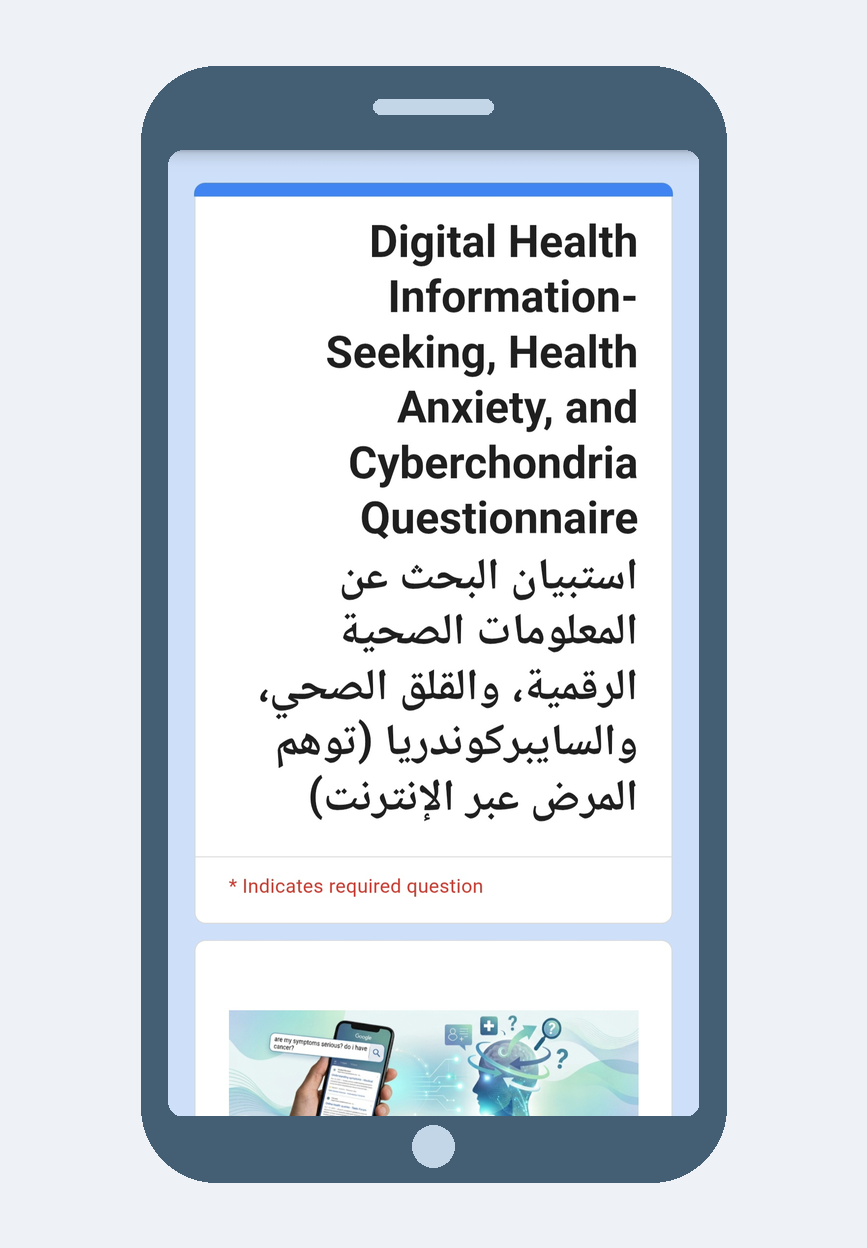 Digital Health
Information-
Seeking, Health
Anxiety, and
Cyberchondria
Questionnaire
استبيان البحث عن
المعلومات الصحية
الرقمية، والقلق الصحي،
والسايبركوندريا (توهم
المرض عبر الإنترنت)
* Indicates required question
Google
are my symptoms serious? do i have
cancer?